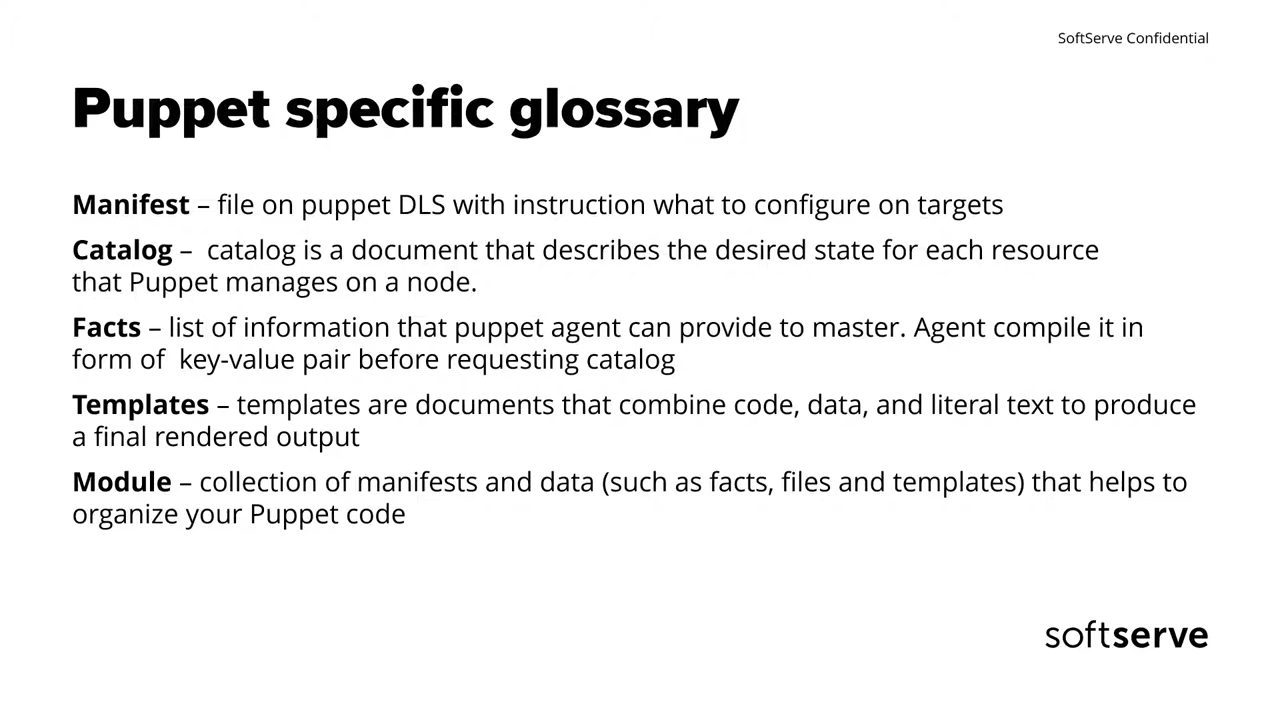 SoftServe Confidential
Puppet specific glossary
Manifest – file on puppet DLS with instruction what to configure on targets
Catalog –  catalog is a document that describes the desired state for each resource
that Puppet manages on a node.
Facts – list of information that puppet agent can provide to master. Agent compile it in
form of  key-value pair before requesting catalog
Templates – templates are documents that combine code, data, and literal text to produce
a final rendered output
Module – collection of manifests and data (such as facts, files and templates) that helps to
organize your Puppet code
softserve